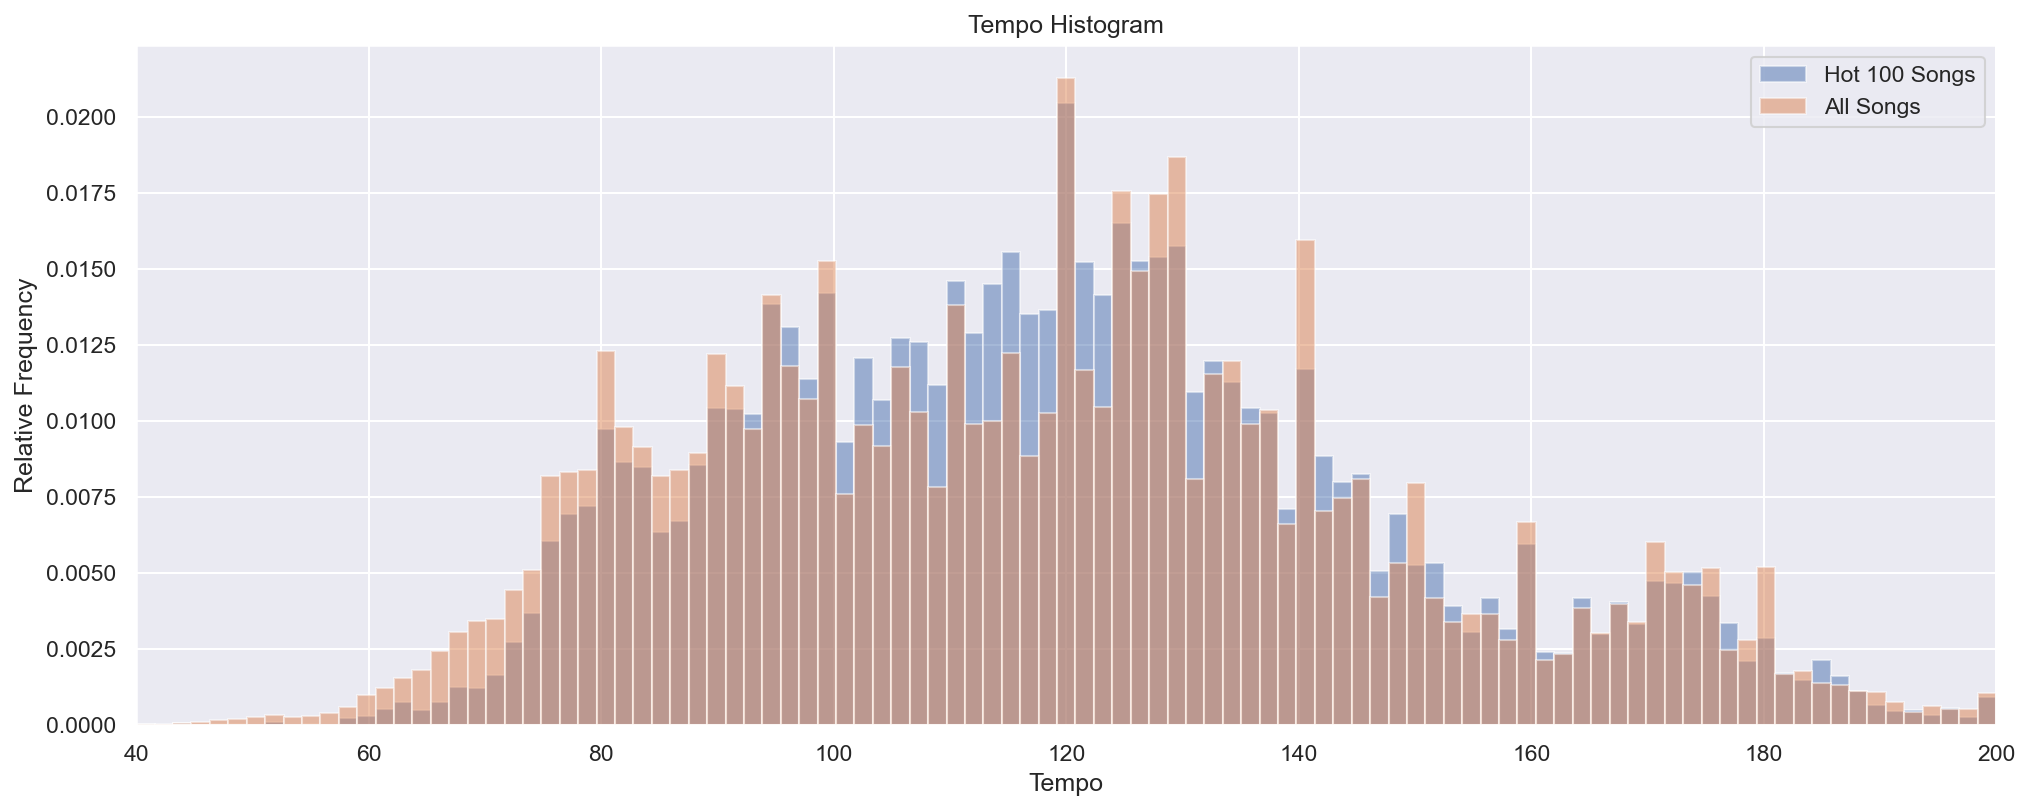 Tempo Histogram
Hot 100 Songs
All Songs
Relative Frequency
0.0200
0.0175
0.0150
0.0125
0.0100
0.0075
0.0050
0.0025
0.0000
40 60 80 100 120 140 160 180 200
Tempo